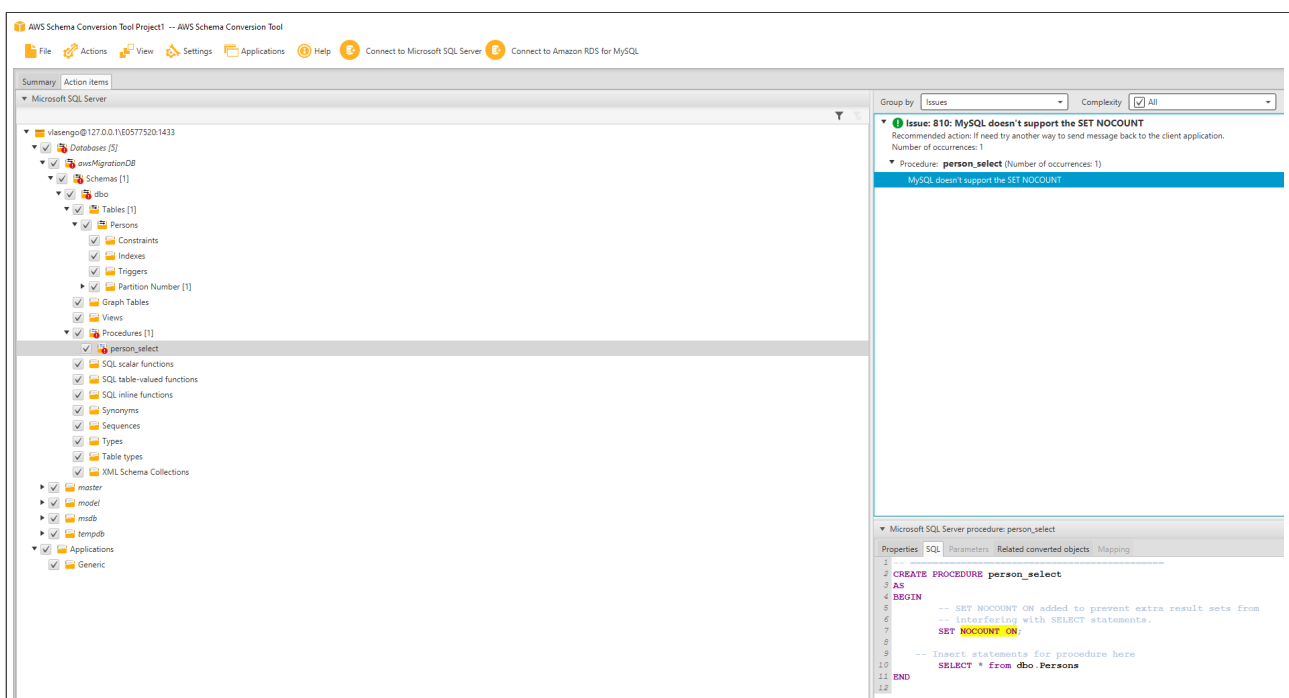 AWS Schema Conversion Tool Project1 -- AWS Schema Conversion Tool
File Actions View Settings Applications Help Connect to Microsoft SQL Server Connect to Amazon RDS for MySQL
Summary Action items
Microsoft SQL Server
vlasengo@127.0.0.1\E0577520:1433
Databases [5]
awsMigrationDB
Schemas [1]
dbo
Tables [1]
Persons
Constraints
Indexes
Triggers
Partition Number [1]
Graph Tables
Views
Procedures [1]
person_select
SQL scalar functions
SQL table-valued functions
SQL inline functions
Synonyms
Sequences
Types
Table types
XML Schema Collections
master
model
msdb
tempdb
Applications
Generic
Group by Issues Complexity All
Issue: 810: MySQL doesn't support the SET NOCOUNT
Recommended action: If need try another way to send message back to the client application.
Number of occurrences: 1
Procedure: person_select (Number of occurrences: 1)
MySQL doesn't support the SET NOCOUNT
Microsoft SQL Server procedure: person_select
Properties SQL Parameters Related converted objects Mapping
1 -- =============================================
2 CREATE PROCEDURE person_select
3 AS
4 BEGIN
5 -- SET NOCOUNT ON added to prevent extra result sets from
6 -- interfering with SELECT statements.
7 SET NOCOUNT ON;
8
9 -- Insert statements for procedure here
10 SELECT * from dbo.Persons
11 END
12